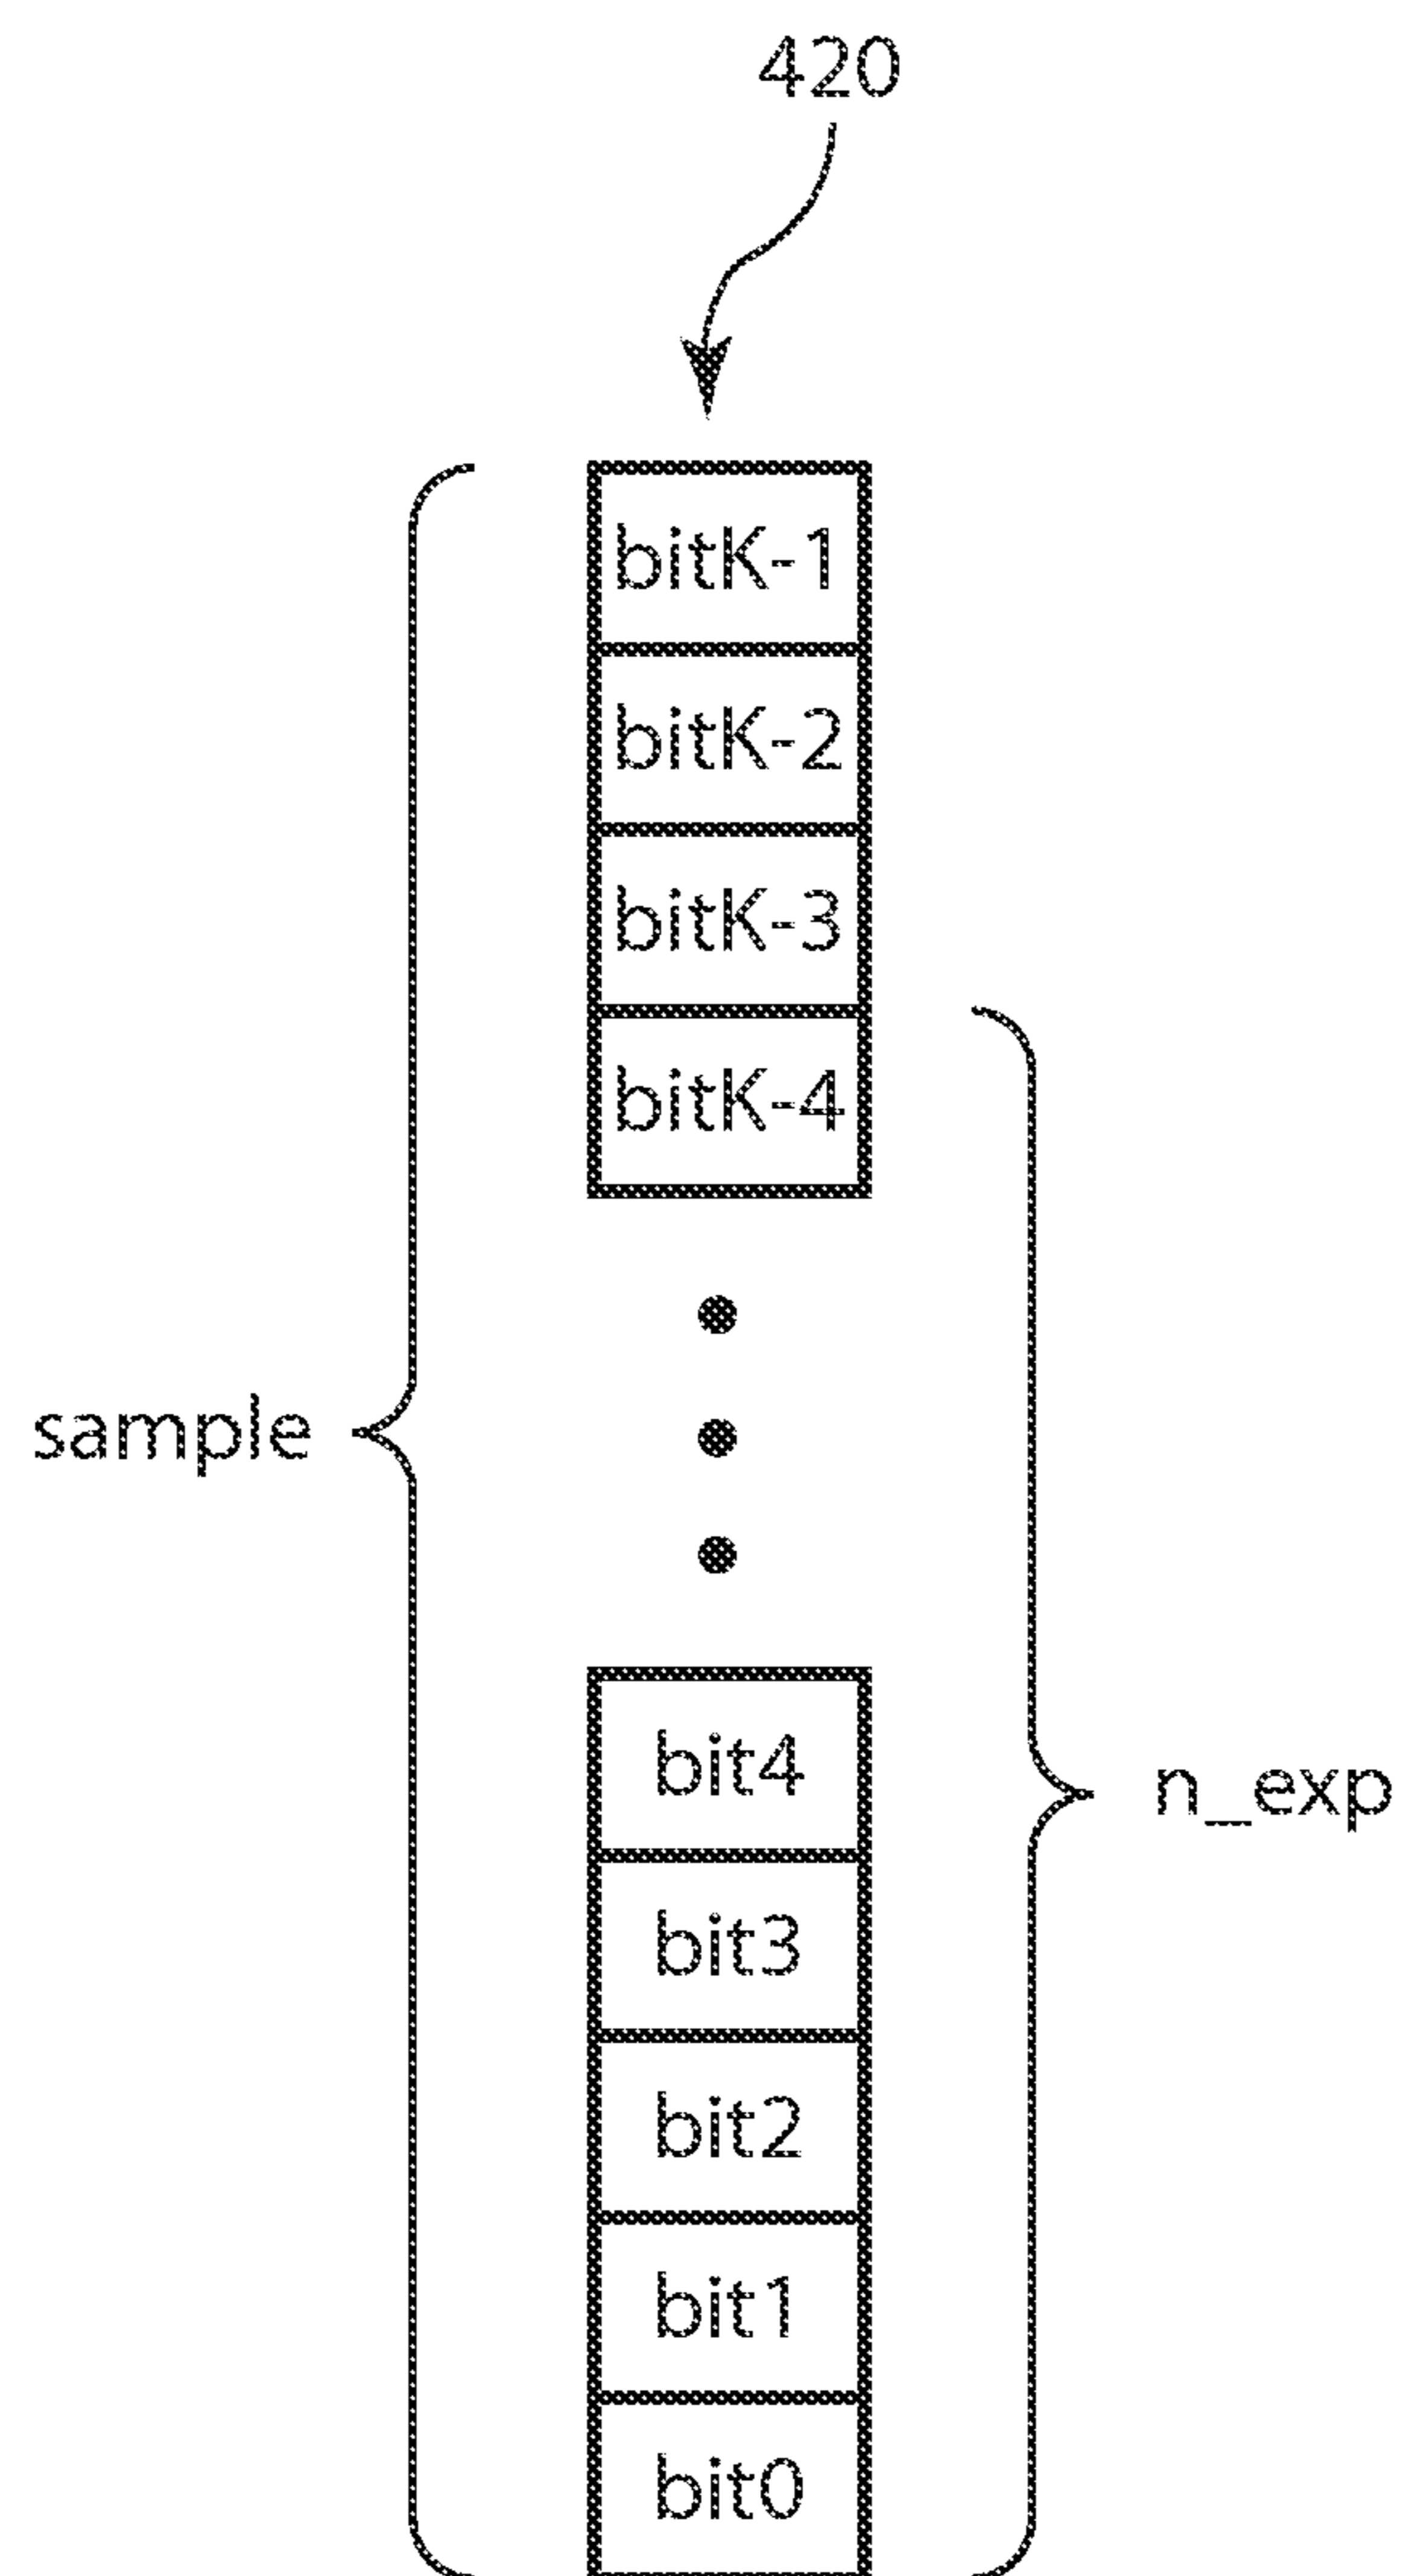 420
bitK-1
bitK-2
bitK-3
bitK-4
sample
bit4
n_exp
bit3
bit2
bit1
bit0